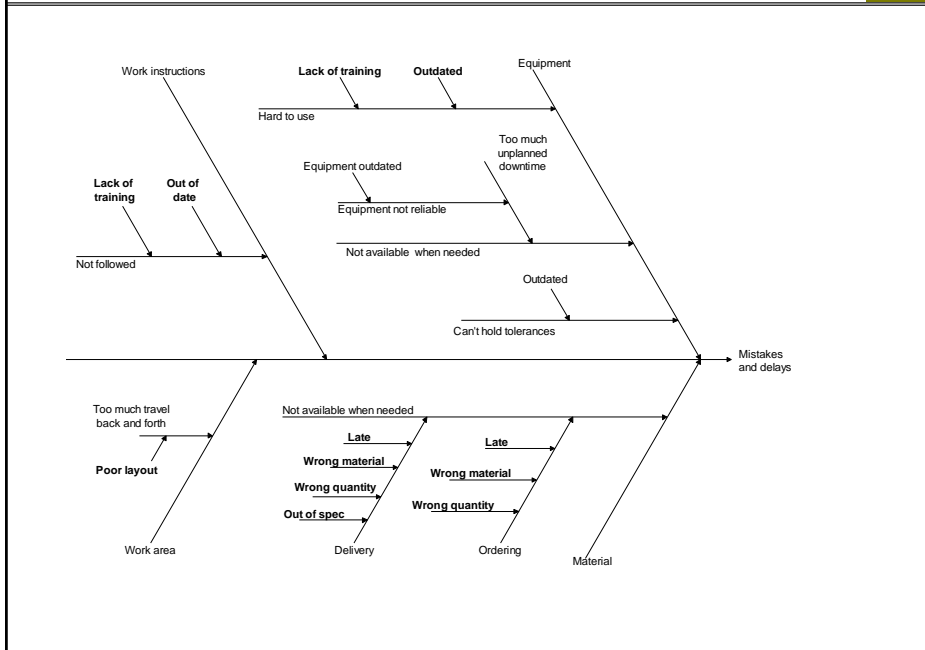 Work instructions
Lack of training
Outdated
Equipment
Hard to use
Too much
unplanned
downtime
Equipment outdated
Lack of
training
Out of
date
Equipment not reliable
Not available when needed
Not followed
Outdated
Can't hold tolerances
Mistakes
and delays
Too much travel
back and forth
Poor layout
Work area
Not available when needed
Late
Wrong material
Wrong quantity
Out of spec
Delivery
Late
Wrong material
Wrong quantity
Ordering
Material